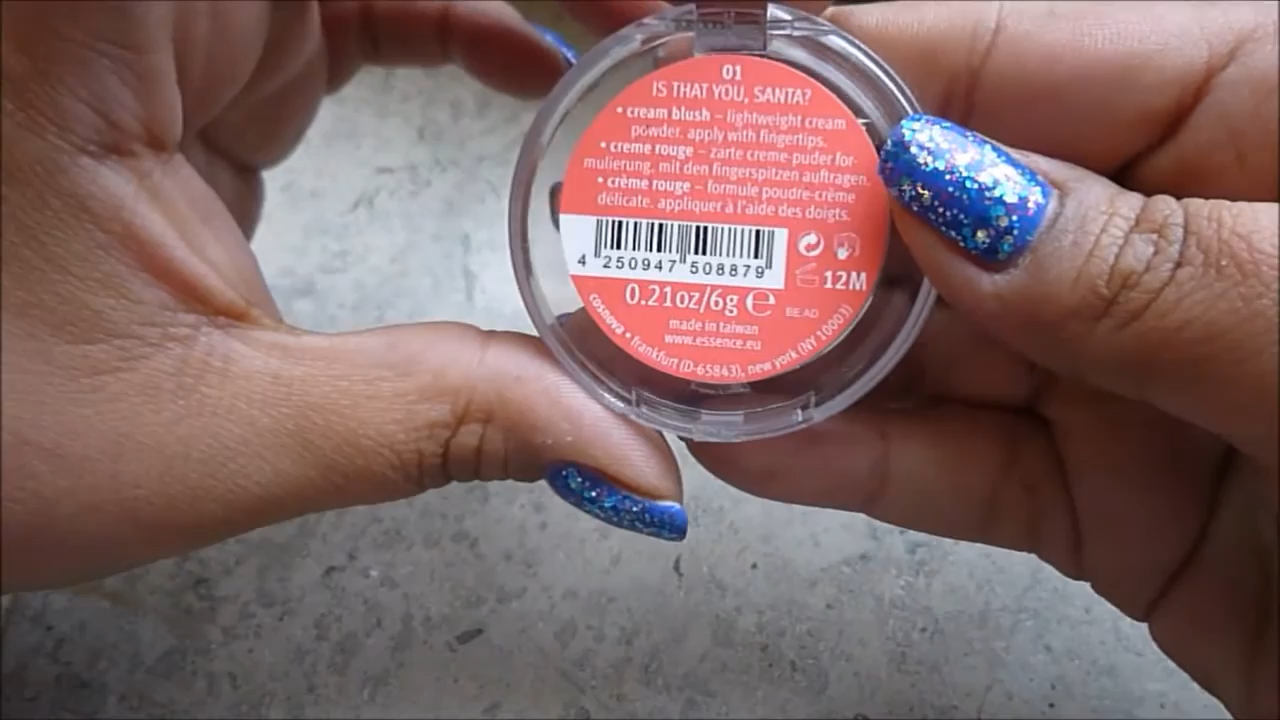 01
IS THAT YOU, SANTA?
• cream blush – lightweight cream
powder. apply with fingertips.
• creme rouge – zarte creme-puder for-
mulierung. mit den fingerspitzen auftragen.
• crème rouge – formule poudre-crème
délicate. appliquer à l'aide des doigts.
4 250947 508879
12M
0.21oz/6g e
BE AD
made in taiwan
www.essence.eu
cosnova • frankfurt (D-65843), new york (NY 10003)